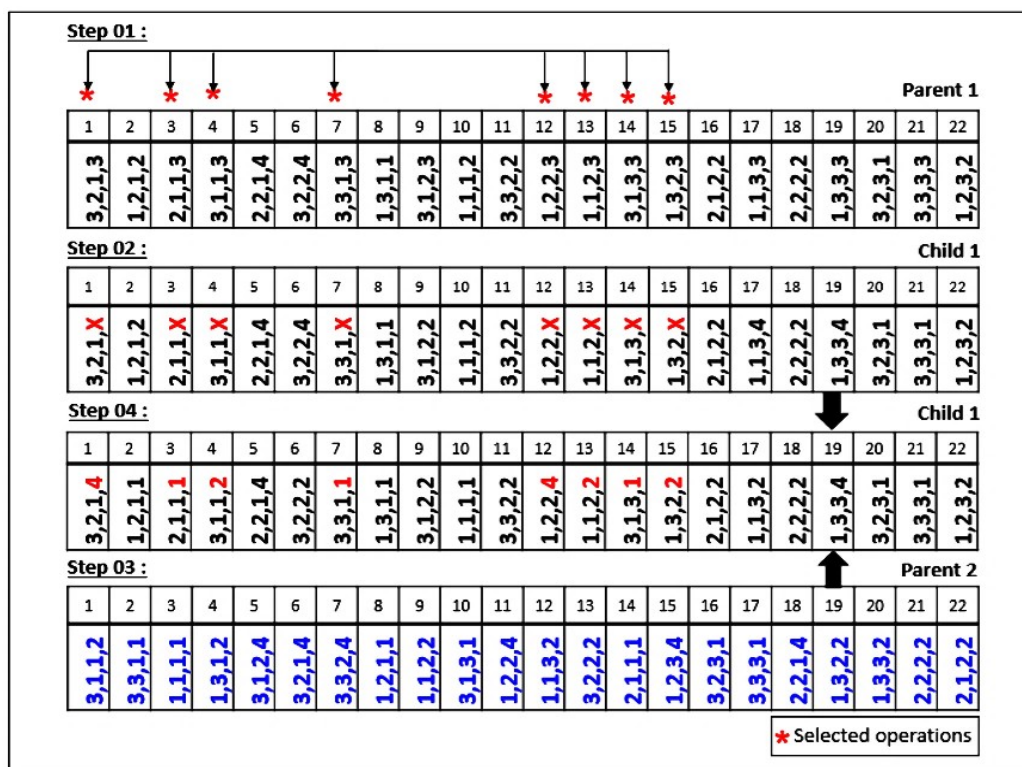 Step 01 :
* * * * * * * *
Parent 1
1 2 3 4 5 6 7 8 9 10 11 12 13 14 15 16 17 18 19 20 21 22
3,2,1,3 1,2,1,2 2,1,1,3 3,1,1,3 2,2,1,4 3,2,2,4 3,3,1,3 1,3,1,1 3,1,2,3 1,1,1,2 3,3,2,2 1,2,2,3 1,1,2,3 3,1,3,3 1,3,2,3 2,1,2,2 1,1,3,3 2,2,2,2 1,3,3,3 3,2,3,1 3,3,3,3 1,2,3,2
Step 02 :
Child 1
1 2 3 4 5 6 7 8 9 10 11 12 13 14 15 16 17 18 19 20 21 22
3,2,1,X 1,2,1,2 2,1,1,X 3,1,1,X 2,2,1,4 3,2,2,4 3,3,1,X 1,3,1,1 3,1,2,2 1,1,1,2 3,3,2,2 1,2,2,X 1,1,2,X 3,1,3,X 1,3,2,X 2,1,2,2 1,1,3,4 2,2,2,2 1,3,3,4 3,2,3,1 3,3,3,1 1,2,3,2
Step 04 :
Child 1
1 2 3 4 5 6 7 8 9 10 11 12 13 14 15 16 17 18 19 20 21 22
3,2,1,4 1,2,1,1 2,1,1,1 3,1,1,2 2,2,1,4 3,2,2,2 3,3,1,1 1,3,1,1 3,1,2,2 1,1,1,1 3,3,2,2 1,2,2,4 1,1,2,2 3,1,3,1 1,3,2,2 2,1,2,2 1,1,3,2 2,2,2,2 1,3,3,4 3,2,3,1 3,3,3,1 1,2,3,2
Step 03 :
Parent 2
1 2 3 4 5 6 7 8 9 10 11 12 13 14 15 16 17 18 19 20 21 22
3,1,1,2 3,3,1,1 1,1,1,1 1,3,1,2 3,1,2,4 3,2,1,4 3,3,2,4 1,2,1,1 1,1,2,2 3,1,3,1 1,2,2,4 1,1,3,2 3,2,2,2 2,1,1,1 1,2,3,4 3,2,3,1 3,3,3,1 2,2,1,4 1,3,2,2 1,1,3,2 2,2,2,2 2,1,2,2
* Selected operations